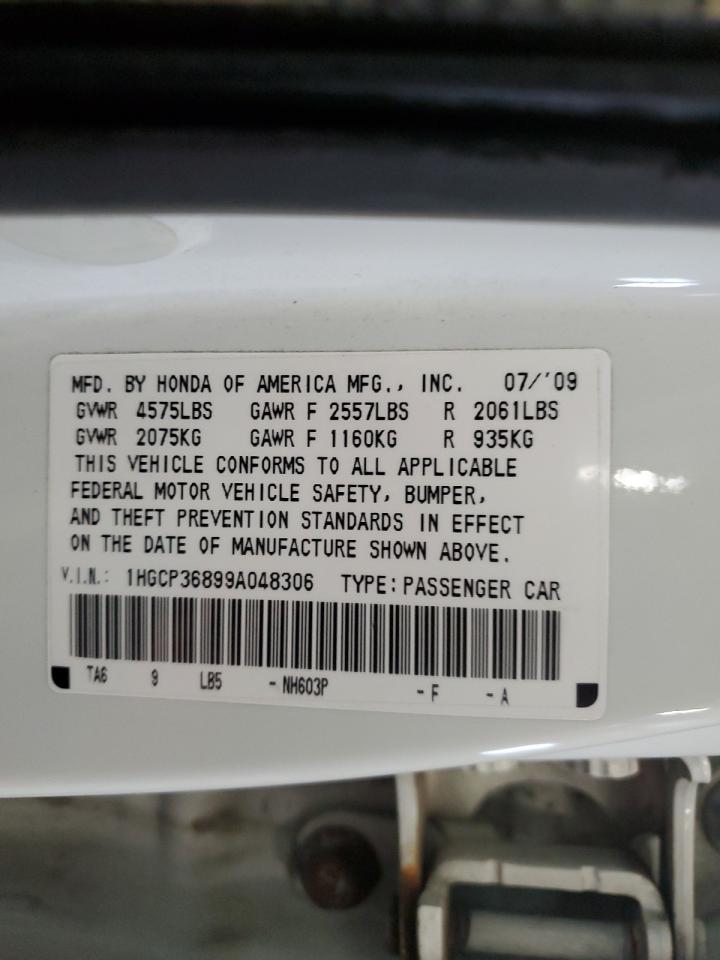 MFD. BY HONDA OF AMERICA MFG., INC. 07/'09
GVWR 4575LBS GAWR F 2557LBS R 2061LBS
GVWR 2075KG GAWR F 1160KG R 935KG
THIS VEHICLE CONFORMS TO ALL APPLICABLE
FEDERAL MOTOR VEHICLE SAFETY, BUMPER,
AND THEFT PREVENTION STANDARDS IN EFFECT
ON THE DATE OF MANUFACTURE SHOWN ABOVE.
V.I.N.: 1HGCP36899A048306 TYPE: PASSENGER CAR
TA6 9 LB5 - NH603P - F - A